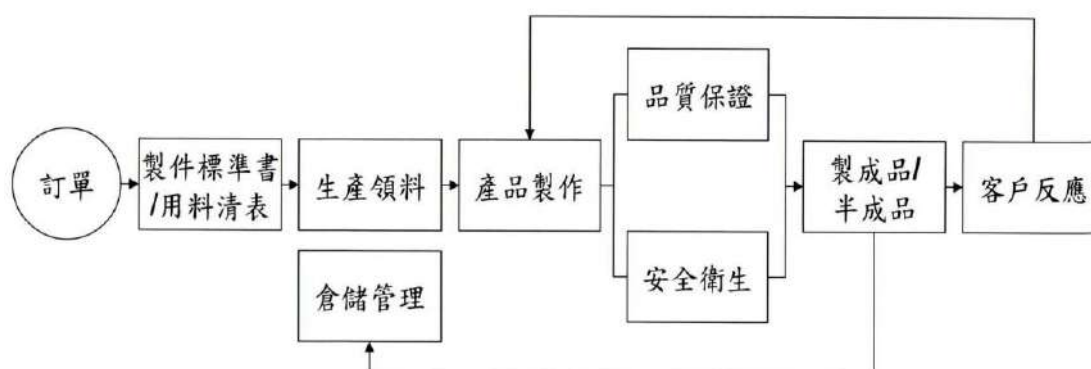 訂單
製件標準書
/用料清表
生產領料
產品製作
品質保證
安全衛生
製成品/
半成品
客戶反應
倉儲管理